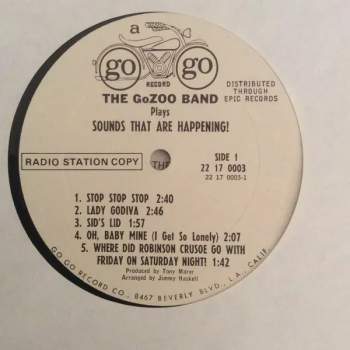 a
go go
RECORD
DISTRIBUTED
THROUGH
EPIC RECORDS
THE GoZOO BAND
Plays
SOUNDS THAT ARE HAPPENING!
RADIO STATION COPY
THE
SIDE 1
22 17 0003
22 17 0003-1
1. STOP STOP STOP 2:40
2. LADY GODIVA 2:46
3. SID'S LID 1:57
4. OH, BABY MINE (I Get So Lonely) 2:07
5. WHERE DID ROBINSON CRUSOE GO WITH
FRIDAY ON SATURDAY NIGHT! 1:42
Produced by Tony Marer
Arranged by Jimmy Haskell
GO GO RECORD CO., 8467 BEVERLY BLVD., L.A., CALIF.